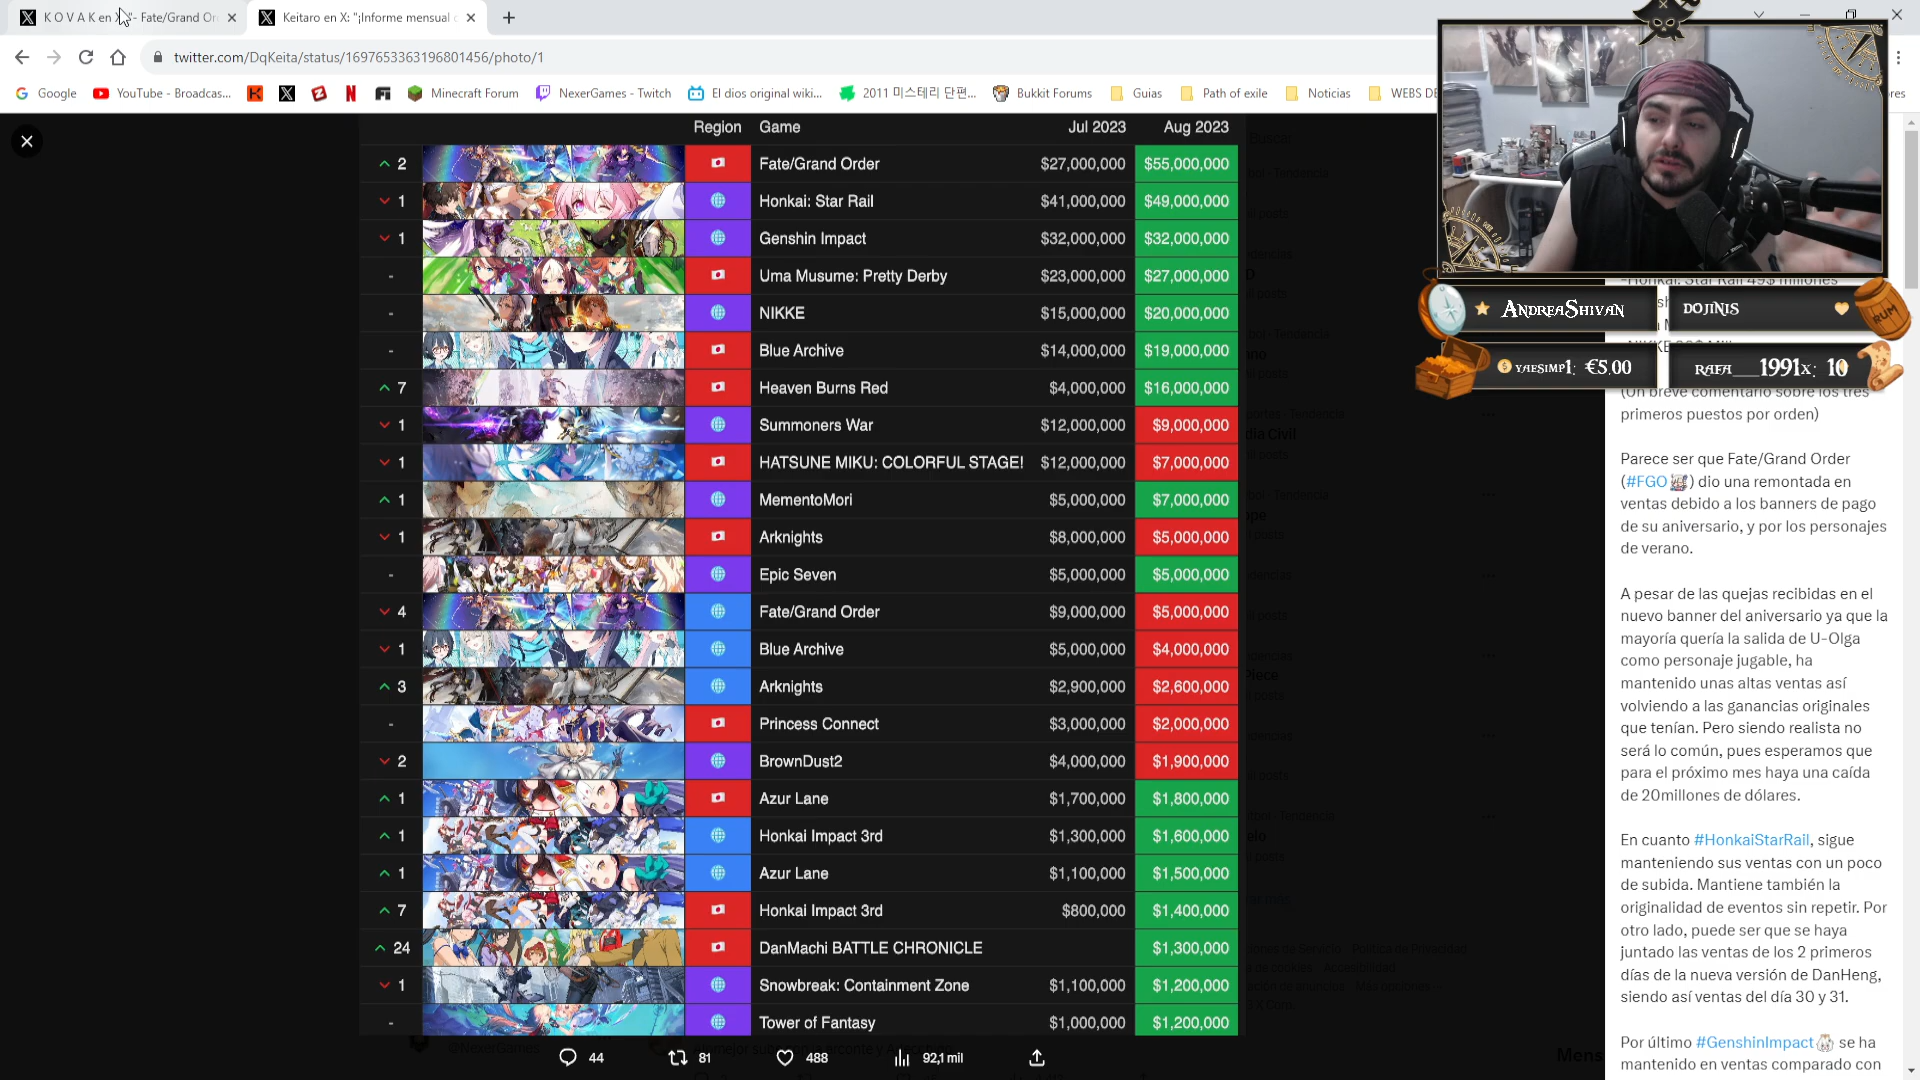 K O V A K en X: "- Fate/Grand Or
Keitaro en X: "¡Informe mensual
twitter.com/DqKeita/status/1697653363196801456/photo/1
Google
YouTube - Broadcas...
Minecraft Forum
NexerGames - Twitch
El dios original wiki...
2011 미스테리 단편...
Bukkit Forums
Guias
Path of exile
Noticias
WEBS DE
Region Game Jul 2023 Aug 2023
2 Fate/Grand Order $27,000,000 $55,000,000
1 Honkai: Star Rail $41,000,000 $49,000,000
1 Genshin Impact $32,000,000 $32,000,000
- Uma Musume: Pretty Derby $23,000,000 $27,000,000
- NIKKE $15,000,000 $20,000,000
- Blue Archive $14,000,000 $19,000,000
7 Heaven Burns Red $4,000,000 $16,000,000
1 Summoners War $12,000,000 $9,000,000
1 HATSUNE MIKU: COLORFUL STAGE! $12,000,000 $7,000,000
1 MementoMori $5,000,000 $7,000,000
1 Arknights $8,000,000 $5,000,000
- Epic Seven $5,000,000 $5,000,000
4 Fate/Grand Order $9,000,000 $5,000,000
1 Blue Archive $5,000,000 $4,000,000
3 Arknights $2,900,000 $2,600,000
- Princess Connect $3,000,000 $2,000,000
2 BrownDust2 $4,000,000 $1,900,000
1 Azur Lane $1,700,000 $1,800,000
1 Honkai Impact 3rd $1,300,000 $1,600,000
1 Azur Lane $1,100,000 $1,500,000
7 Honkai Impact 3rd $800,000 $1,400,000
24 DanMachi BATTLE CHRONICLE $1,300,000
1 Snowbreak: Containment Zone $1,100,000 $1,200,000
- Tower of Fantasy $1,000,000 $1,200,000
44 81 488 92,1 mil
AndreaShivan
DOJINIS
YAESIMP1: €5.00
RAFA___1991X: 10
RUM
(Un breve comentario sobre los tres
primeros puestos por orden)
Parece ser que Fate/Grand Order
(#FGO) dio una remontada en
ventas debido a los banners de pago
de su aniversario, y por los personajes
de verano.
A pesar de las quejas recibidas en el
nuevo banner del aniversario ya que la
mayoría quería la salida de U-Olga
como personaje jugable, ha
mantenido unas altas ventas así
volviendo a las ganancias originales
que tenían. Pero siendo realista no
será lo común, pues esperamos que
para el próximo mes haya una caída
de 20millones de dólares.
En cuanto #HonkaiStarRail, sigue
manteniendo sus ventas con un poco
de subida. Mantiene también la
originalidad de eventos sin repetir. Por
otro lado, puede ser que se haya
juntado las ventas de los 2 primeros
días de la nueva versión de DanHeng,
siendo así ventas del día 30 y 31.
Por último #GenshinImpact se ha
mantenido en ventas comparado con